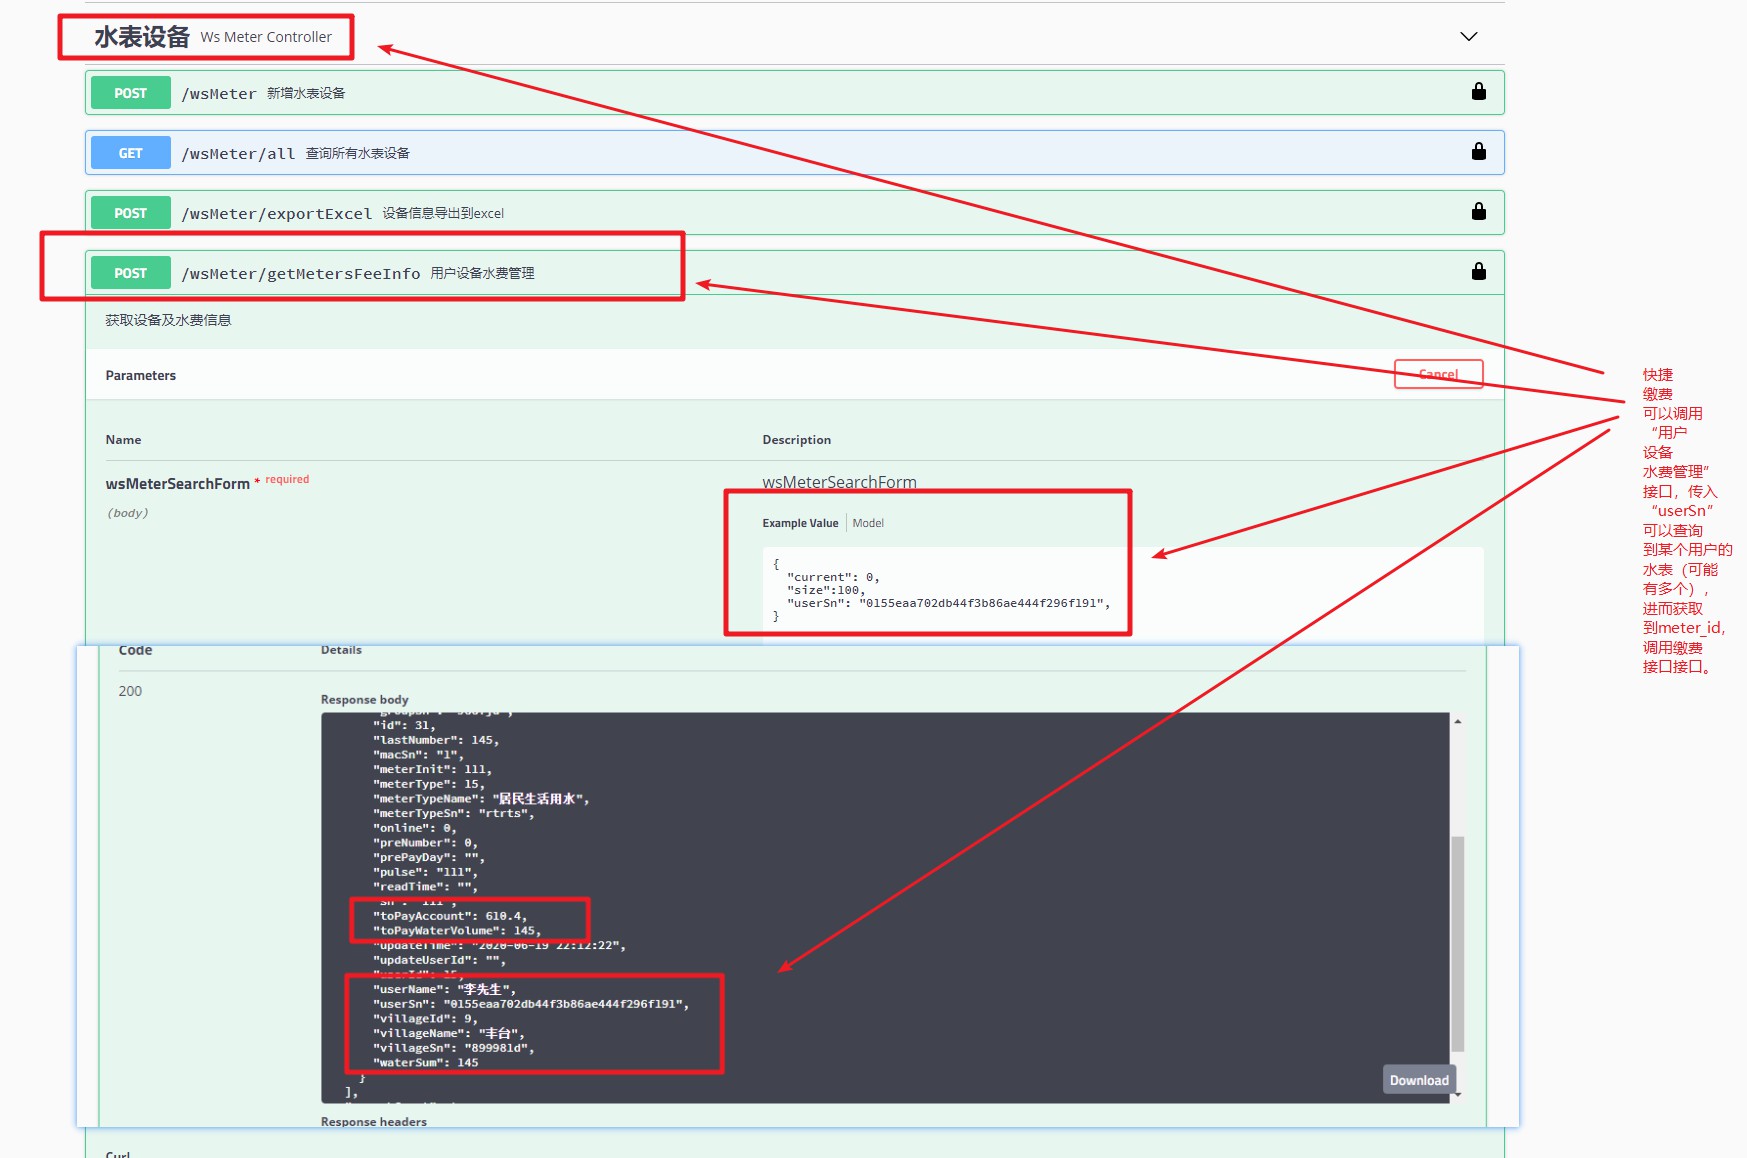 水表设备 Ws Meter Controller
POST /wsMeter 新增水表设备
GET /wsMeter/all 查询所有水表设备
POST /wsMeter/exportExcel 设备信息导出到excel
POST /wsMeter/getMetersFeeInfo 用户设备水费管理
获取设备及水费信息
Parameters
Cancel
Name
Description
wsMeterSearchForm * required
(body)
wsMeterSearchForm
Example Value | Model
{
"current": 0,
"size":100,
"userSn": "0155eaa702db44f3b86ae444f296f191",
}
Code
Details
200
Response body
"id": 31,
"lastNumber": 145,
"macSn": "1",
"meterInit": 111,
"meterType": 15,
"meterTypeName": "居民生活用水",
"meterTypeSn": "rtrts",
"online": 0,
"preNumber": 0,
"prePayDay": "",
"pulse": "111",
"readTime": "",
"sn": "111",
"toPayAccount": 610.4,
"toPayWaterVolume": 145,
"updateTime": "2020-06-19 22:12:22",
"updateUserId": "",
"userId": 15,
"userName": "李先生",
"userSn": "0155eaa702db44f3b86ae444f296f191",
"villageId": 9,
"villageName": "丰台",
"villageSn": "899981d",
"waterSum": 145
}
],
Download
Response headers
Curl
快捷
缴费
可以调用
“用户
设备
水费管理”
接口，传入
“userSn”
可以查询
到某个用户的
水表（可能
有多个），
进而获取
到meter_id，
调用缴费
接口接口。